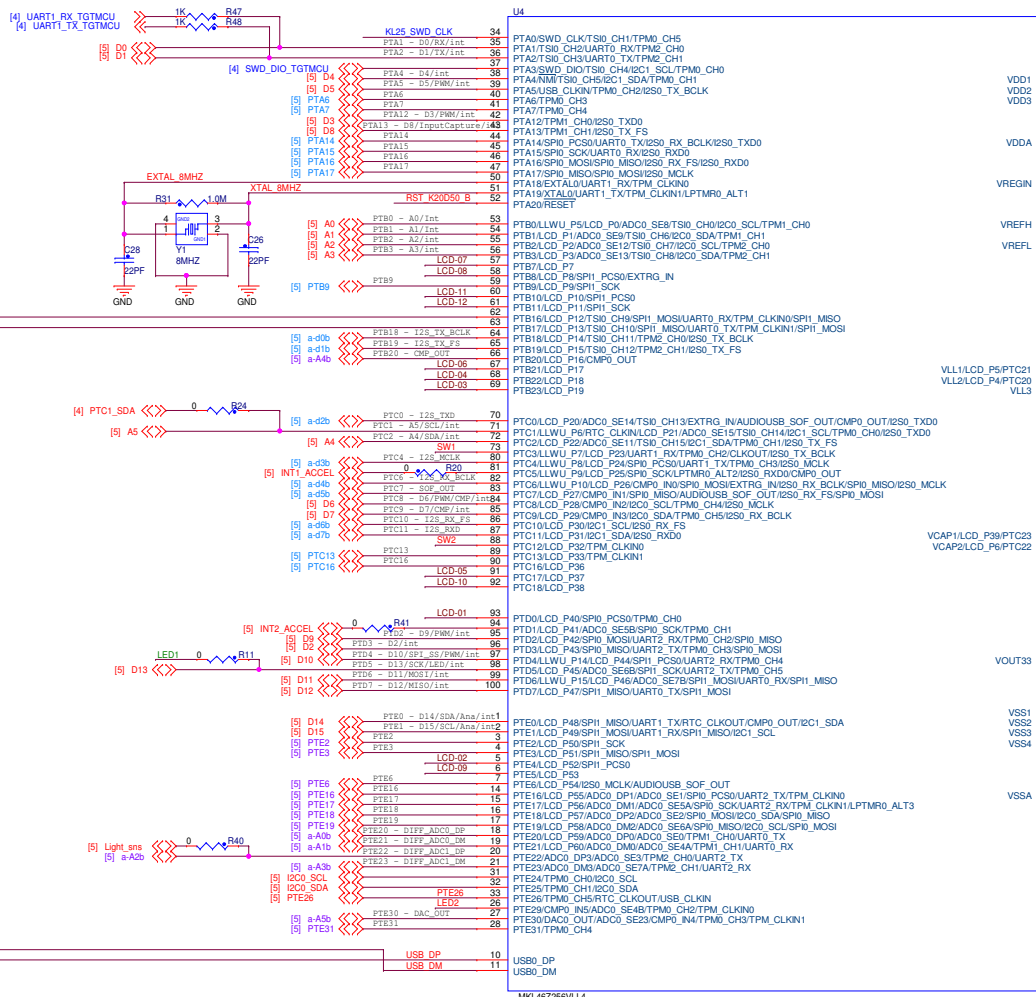 U4
[4] UART1_RX_TGTMCU 1K R47
[4] UART1_TX_TGTMCU 1K R48
KL25_SWD_CLK 34 PTA0/SWD_CLK/TSI0_CH1/TPM0_CH5
[5] D0 PTA1 - D0/RX/int 35 PTA1/TSI0_CH2/UART0_RX/TPM2_CH0
[5] D1 PTA2 - D1/TX/int 36 PTA2/TSI0_CH3/UART0_TX/TPM2_CH1
[4] SWD_DIO_TGTMCU 37 PTA3/SWD_DIO/TSI0_CH4/I2C1_SCL/TPM0_CH0
[5] D4 PTA4 - D4/int 38 PTA4/NMI/TSI0_CH5/I2C1_SDA/TPM0_CH1 VDD1
[5] D5 PTA5 - D5/PWM/int 39 PTA5/USB_CLKIN/TPM0_CH2/I2S0_TX_BCLK VDD2
[5] PTA6 PTA6 40 PTA6/TPM0_CH3 VDD3
[5] PTA7 PTA7 41 PTA7/TPM0_CH4
[5] D3 PTA12 - D3/PWM 42 PTA12/TPM1_CH0/I2S0_TXD0
[5] D8 PTA13 - D8/InputCapture/int 43 PTA13/TPM1_CH1/I2S0_TX_FS
[5] PTA14 PTA14 44 PTA14/SPI0_PCS0/UART0_TX/I2S0_RX_BCLK/I2S0_TXD0 VDDA
[5] PTA15 PTA15 45 PTA15/SPI0_SCK/UART0_RX/I2S0_RXD0
[5] PTA16 PTA16 46 PTA16/SPI0_MOSI/SPI0_MISO/I2S0_RX_FS/I2S0_RXD0
[5] PTA17 PTA17 47 PTA17/SPI0_MISO/SPI0_MOSI/I2S0_MCLK
EXTAL_8MHZ 50 PTA18/EXTAL0/UART1_RX/TPM_CLKIN0 VREGIN
XTAL_8MHZ 51 PTA19/XTAL0/UART1_TX/TPM_CLKIN1/LPTMR0_ALT1
RST_K20D50_B 52 PTA20/RESET
R31 1.0M
4 GND2 3
1 GND1 2
C28 Y1 C26
22PF 8MHZ 22PF
GND GND GND
[5] A0 PTB0 - A0/Int 53 PTB0/LLWU_P5/LCD_P0/ADC0_SE8/TSI0_CH0/I2C0_SCL/TPM1_CH0 VREFH
[5] A1 PTB1 - A1/Int 54 PTB1/LCD_P1/ADC0_SE9/TSI0_CH6/I2C0_SDA/TPM1_CH1
[5] A2 PTB2 - A2/int 55 PTB2/LCD_P2/ADC0_SE12/TSI0_CH7/I2C0_SCL/TPM2_CH0 VREFL
[5] A3 PTB3 - A3/int 56 PTB3/LCD_P3/ADC0_SE13/TSI0_CH8/I2C0_SDA/TPM2_CH1
LCD-07 57 PTB7/LCD_P7
LCD-08 58 PTB8/LCD_P8/SPI1_PCS0/EXTRG_IN
[5] PTB9 PTB9 59 PTB9/LCD_P9/SPI1_SCK
LCD-11 60 PTB10/LCD_P10/SPI1_PCS0
LCD-12 61 PTB11/LCD_P11/SPI1_SCK
62 PTB16/LCD_P12/TSI0_CH9/SPI1_MOSI/UART0_RX/TPM_CLKIN0/SPI1_MISO
63 PTB17/LCD_P13/TSI0_CH10/SPI1_MISO/UART0_TX/TPM_CLKIN1/SPI1_MOSI
[5] a-d0b PTB18 - I2S_TX_BCLK 64 PTB18/LCD_P14/TSI0_CH11/TPM2_CH0/I2S0_TX_BCLK
[5] a-d1b PTB19 - I2S_TX_FS 65 PTB19/LCD_P15/TSI0_CH12/TPM2_CH1/I2S0_TX_FS
[5] a-A4b PTB20 - CMP_OUT 66 PTB20/LCD_P16/CMP0_OUT
LCD-06 67 PTB21/LCD_P17 VLL1/LCD_P5/PTC21
LCD-04 68 PTB22/LCD_P18 VLL2/LCD_P4/PTC20
LCD-03 69 PTB23/LCD_P19 VLL3
[4] PTC1_SDA 0 R24
[5] a-d2b PTC0 - I2S_TXD 70 PTC0/LCD_P20/ADC0_SE14/TSI0_CH13/EXTRG_IN/AUDIOUSB_SOF_OUT/CMP0_OUT/I2S0_TXD0
[5] A5 PTC1 - A5/SCL/int 71 PTC1/LLWU_P6/RTC_CLKIN/LCD_P21/ADC0_SE15/TSI0_CH14/I2C1_SCL/TPM0_CH0/I2S0_TXD0
[5] A4 PTC2 - A4/SDA/int 72 PTC2/LCD_P22/ADC0_SE11/TSI0_CH15/I2C1_SDA/TPM0_CH1/I2S0_TX_FS
SW1 73 PTC3/LLWU_P7/LCD_P23/UART1_RX/TPM0_CH2/CLKOUT/I2S0_TX_BCLK
[5] a-d3b PTC4 - I2S_MCLK 80 PTC4/LLWU_P8/LCD_P24/SPI0_PCS0/UART1_TX/TPM0_CH3/I2S0_MCLK
[5] INT1_ACCEL 0 R20 81 PTC5/LLWU_P9/LCD_P25/SPI0_SCK/LPTMR0_ALT2/I2S0_RXD0/CMP0_OUT
[5] a-d4b PTC6 - I2S_RX_BCLK 82 PTC6/LLWU_P10/LCD_P26/CMP0_IN0/SPI0_MOSI/EXTRG_IN/I2S0_RX_BCLK/SPI0_MISO/I2S0_MCLK
[5] a-d5b PTC7 - SOF_OUT 83 PTC7/LCD_P27/CMP0_IN1/SPI0_MISO/AUDIOUSB_SOF_OUT/I2S0_RX_FS/SPI0_MOSI
[5] D6 PTC8 - D6/PWM/CMP/int 84 PTC8/LCD_P28/CMP0_IN2/I2C0_SCL/TPM0_CH4/I2S0_MCLK
[5] D7 PTC9 - D7/CMP/int 85 PTC9/LCD_P29/CMP0_IN3/I2C0_SDA/TPM0_CH5/I2S0_RX_BCLK
[5] a-d6b PTC10 - I2S_RX_FS 86 PTC10/LCD_P30/I2C1_SCL/I2S0_RX_FS
[5] a-d7b PTC11 - I2S_RXD 87 PTC11/LCD_P31/I2C1_SDA/I2S0_RXD0 VCAP1/LCD_P39/PTC23
SW2 88 PTC12/LCD_P32/TPM_CLKIN0 VCAP2/LCD_P6/PTC22
[5] PTC13 PTC13 89 PTC13/LCD_P33/TPM_CLKIN1
[5] PTC16 PTC16 90 PTC16/LCD_P36
LCD-05 91 PTC17/LCD_P37
LCD-10 92 PTC18/LCD_P38
LCD-01 93 PTD0/LCD_P40/SPI0_PCS0/TPM0_CH0
[5] INT2_ACCEL 0 R41 94 PTD1/LCD_P41/ADC0_SE5B/SPI0_SCK/TPM0_CH1
[5] D9 PTD2 - D9/PWM/int 95 PTD2/LCD_P42/SPI0_MOSI/UART2_RX/TPM0_CH2/SPI0_MISO
[5] D2 PTD3 - D2/int 96 PTD3/LCD_P43/SPI0_MISO/UART2_TX/TPM0_CH3/SPI0_MOSI
[5] D10 PTD4 - D10/SPI_SS/PWM/int 97 PTD4/LLWU_P14/LCD_P44/SPI1_PCS0/UART2_RX/TPM0_CH4 VOUT33
LED1 0 R11
[5] D13 PTD5 - D13/SCK/LED/int 98 PTD5/LCD_P45/ADC0_SE6B/SPI1_SCK/UART2_TX/TPM0_CH5
[5] D11 PTD6 - D11/MOSI/int 99 PTD6/LLWU_P15/LCD_P46/ADC0_SE7B/SPI1_MOSI/UART0_RX/SPI1_MISO
[5] D12 PTD7 - D12/MISO/int 100 PTD7/LCD_P47/SPI1_MISO/UART0_TX/SPI1_MOSI
VSS1
[5] D14 PTE0 - D14/SDA/Ana/int 1 PTE0/LCD_P48/SPI1_MISO/UART1_TX/RTC_CLKOUT/CMP0_OUT/I2C1_SDA VSS2
[5] D15 PTE1 - D15/SCL/Ana/int 2 PTE1/LCD_P49/SPI1_MOSI/UART1_RX/SPI1_MISO/I2C1_SCL VSS3
[5] PTE2 PTE2 3 PTE2/LCD_P50/SPI1_SCK VSS4
[5] PTE3 PTE3 4 PTE3/LCD_P51/SPI1_MISO/SPI1_MOSI
LCD-02 5 PTE4/LCD_P52/SPI1_PCS0
LCD-09 6 PTE5/LCD_P53
[5] PTE6 PTE6 7 PTE6/LCD_P54/I2S0_MCLK/AUDIOUSB_SOF_OUT
[5] PTE16 PTE16 14 PTE16/LCD_P55/ADC0_DP1/ADC0_SE1/SPI0_PCS0/UART2_TX/TPM_CLKIN0 VSSA
[5] PTE17 PTE17 15 PTE17/LCD_P56/ADC0_DM1/ADC0_SE5A/SPI0_SCK/UART2_RX/TPM_CLKIN1/LPTMR0_ALT3
[5] PTE18 PTE18 16 PTE18/LCD_P57/ADC0_DP2/ADC0_SE2/SPI0_MOSI/I2C0_SDA/SPI0_MISO
[5] PTE19 PTE19 17 PTE19/LCD_P58/ADC0_DM2/ADC0_SE6A/SPI0_MISO/I2C0_SCL/SPI0_MOSI
[5] a-A0b PTE20 - DIFF_ADC0_DP 18 PTE20/LCD_P59/ADC0_DP0/ADC0_SE0/TPM1_CH0/UART0_TX
[5] a-A1b PTE21 - DIFF_ADC0_DM 19 PTE21/LCD_P60/ADC0_DM0/ADC0_SE4A/TPM1_CH1/UART0_RX
[5] Light_sns 0 R40
[5] a-A2b PTE22 - DIFF_ADC1_DP 20 PTE22/ADC0_DP3/ADC0_SE3/TPM2_CH0/UART2_TX
[5] a-A3b PTE23 - DIFF_ADC1_DM 21 PTE23/ADC0_DM3/ADC0_SE7A/TPM2_CH1/UART2_RX
[5] I2C0_SCL 31 PTE24/TPM0_CH0/I2C0_SCL
[5] I2C0_SDA 32 PTE25/TPM0_CH1/I2C0_SDA
[5] PTE26 PTE26 33 PTE26/TPM0_CH5/RTC_CLKOUT/USB_CLKIN
LED2 26 PTE29/CMP0_IN5/ADC0_SE4B/TPM0_CH2/TPM_CLKIN0
[5] a-A5b PTE30 - DAC_OUT 27 PTE30/DAC0_OUT/ADC0_SE23/CMP0_IN4/TPM0_CH3/TPM_CLKIN1
[5] PTE31 PTE31 28 PTE31/TPM0_CH4
USB_DP 10 USB0_DP
USB_DM 11 USB0_DM
MKL46Z256VLL4